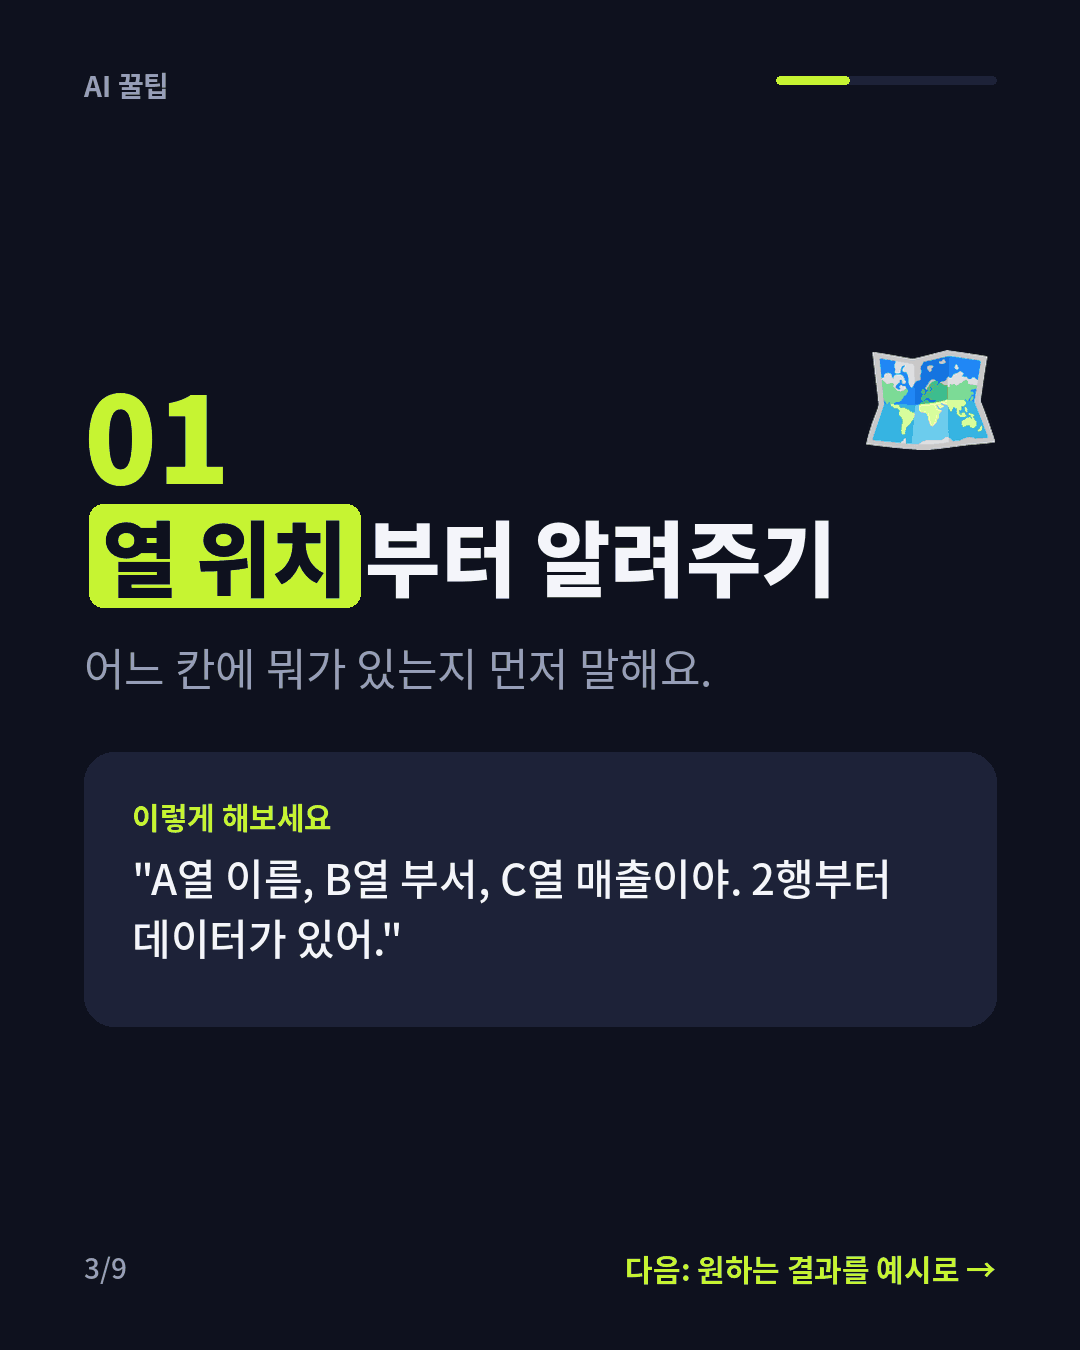 AI 꿀팁
01
열 위치부터 알려주기
어느 칸에 뭐가 있는지 먼저 말해요.
이렇게 해보세요
"A열 이름, B열 부서, C열 매출이야. 2행부터
데이터가 있어."
3/9
다음: 원하는 결과를 예시로 →